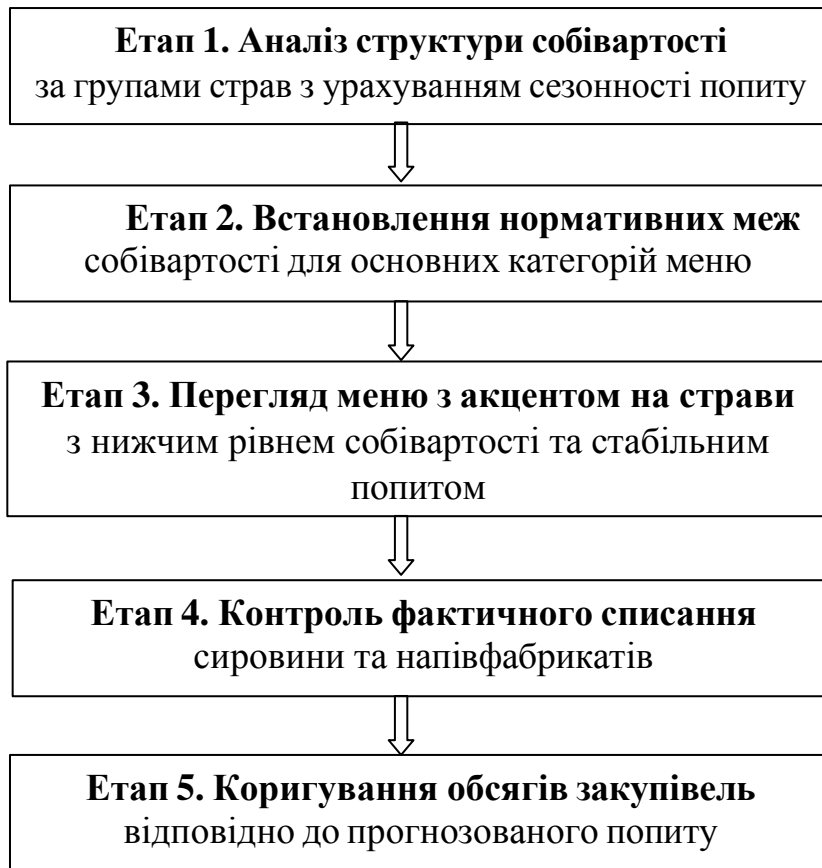 Етап 1. Аналіз структури собівартості
за групами страв з урахуванням сезонності попиту
Етап 2. Встановлення нормативних меж
собівартості для основних категорій меню
Етап 3. Перегляд меню з акцентом на страви
з нижчим рівнем собівартості та стабільним
попитом
Етап 4. Контроль фактичного списання
сировини та напівфабрикатів
Етап 5. Коригування обсягів закупівель
відповідно до прогнозованого попиту